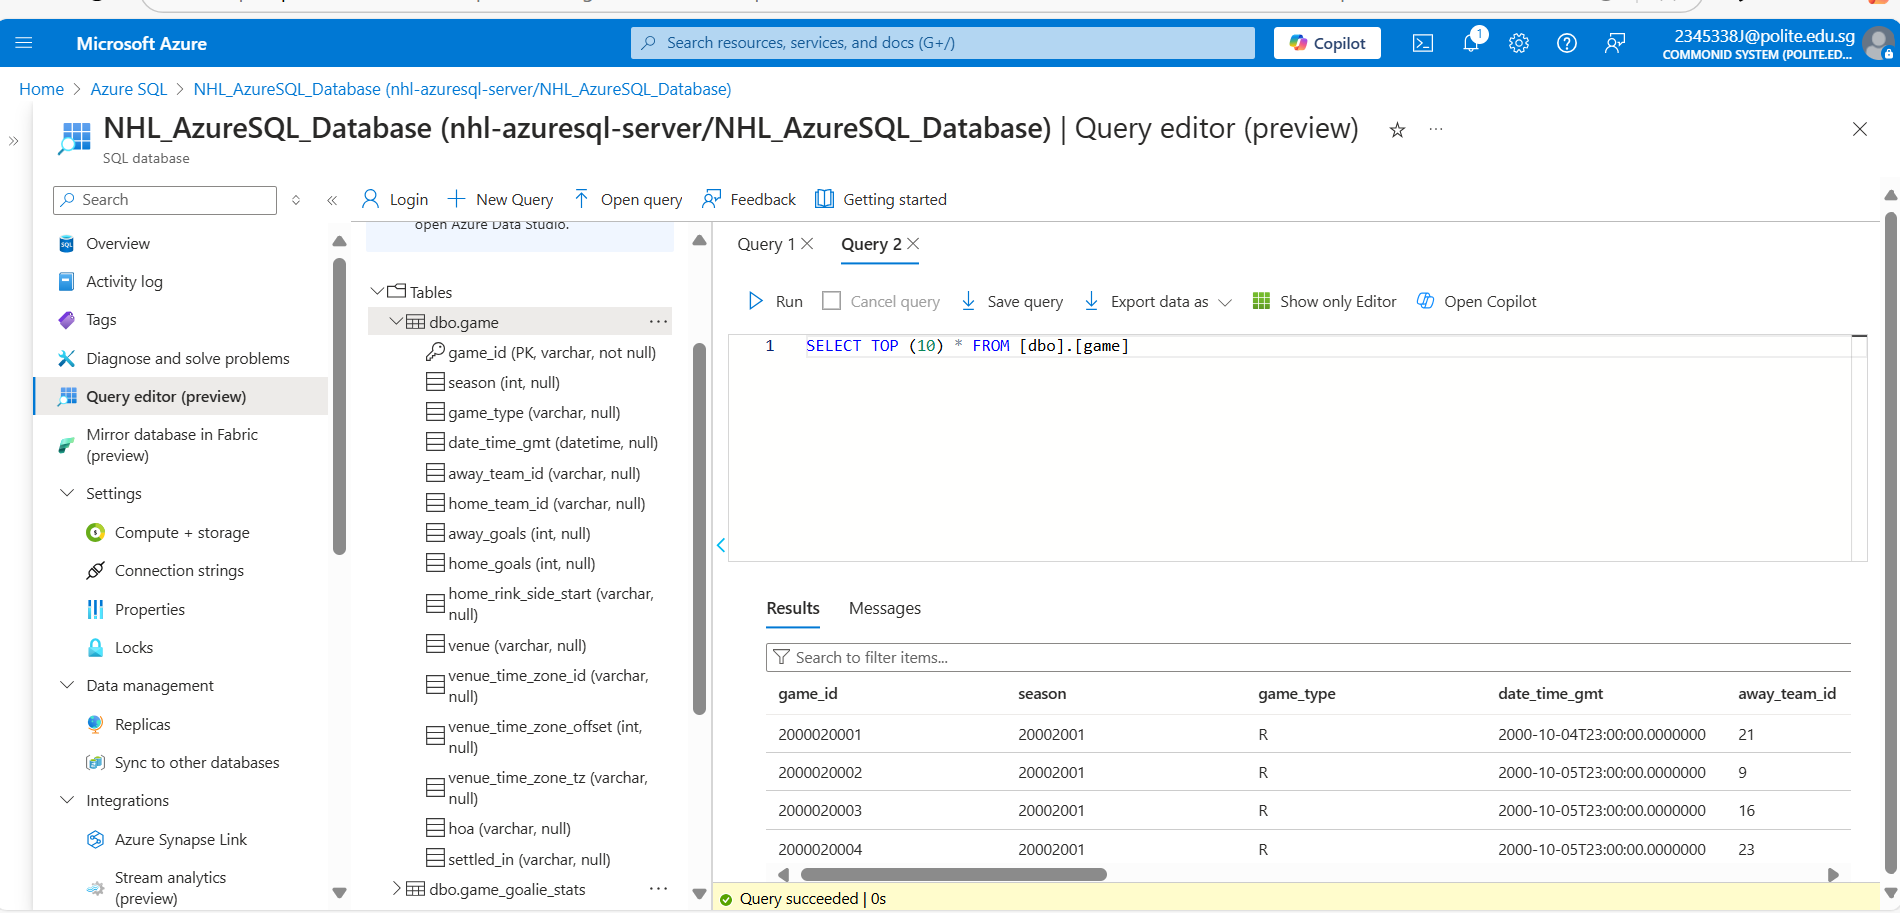 Microsoft Azure
Search resources, services, and docs (G+/)
Copilot
1
2345338J@polite.edu.sg
COMMONID SYSTEM (POLITE.ED...
Home > Azure SQL > NHL_AzureSQL_Database (nhl-azuresql-server/NHL_AzureSQL_Database)
NHL_AzureSQL_Database (nhl-azuresql-server/NHL_AzureSQL_Database) | Query editor (preview)
SQL database
Search
Overview
Activity log
Tags
Diagnose and solve problems
Query editor (preview)
Mirror database in Fabric
(preview)
Settings
Compute + storage
Connection strings
Properties
Locks
Data management
Replicas
Sync to other databases
Integrations
Azure Synapse Link
Stream analytics
(preview)
Login
New Query
Open query
Feedback
Getting started
open Azure Data Studio.
Tables
dbo.game
game_id (PK, varchar, not null)
season (int, null)
game_type (varchar, null)
date_time_gmt (datetime, null)
away_team_id (varchar, null)
home_team_id (varchar, null)
away_goals (int, null)
home_goals (int, null)
home_rink_side_start (varchar,
null)
venue (varchar, null)
venue_time_zone_id (varchar,
null)
venue_time_zone_offset (int,
null)
venue_time_zone_tz (varchar,
null)
hoa (varchar, null)
settled_in (varchar, null)
dbo.game_goalie_stats
Query 1
Query 2
Run
Cancel query
Save query
Export data as
Show only Editor
Open Copilot
1 SELECT TOP (10) * FROM [dbo].[game]
Results
Messages
Search to filter items...
game_id season game_type date_time_gmt away_team_id
2000020001 20002001 R 2000-10-04T23:00:00.0000000 21
2000020002 20002001 R 2000-10-05T23:00:00.0000000 9
2000020003 20002001 R 2000-10-05T23:00:00.0000000 16
2000020004 20002001 R 2000-10-05T23:00:00.0000000 23
Query succeeded | 0s